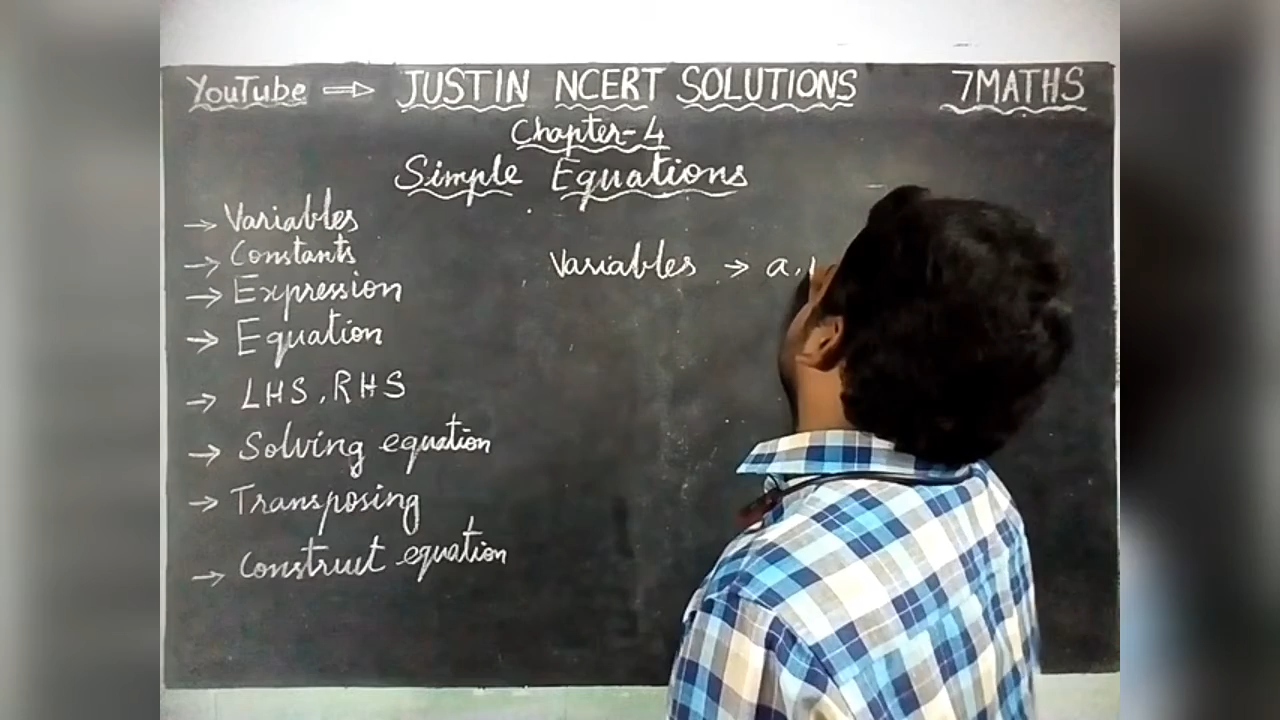 YouTube ⇒ JUSTIN NCERT SOLUTIONS 7MATHS
Chapter-4
Simple Equations
→ Variables
→ Constants
→ Expression
→ Equation
→ LHS, RHS
→ Solving equation
→ Transposing
→ Construct equation
Variables → a,